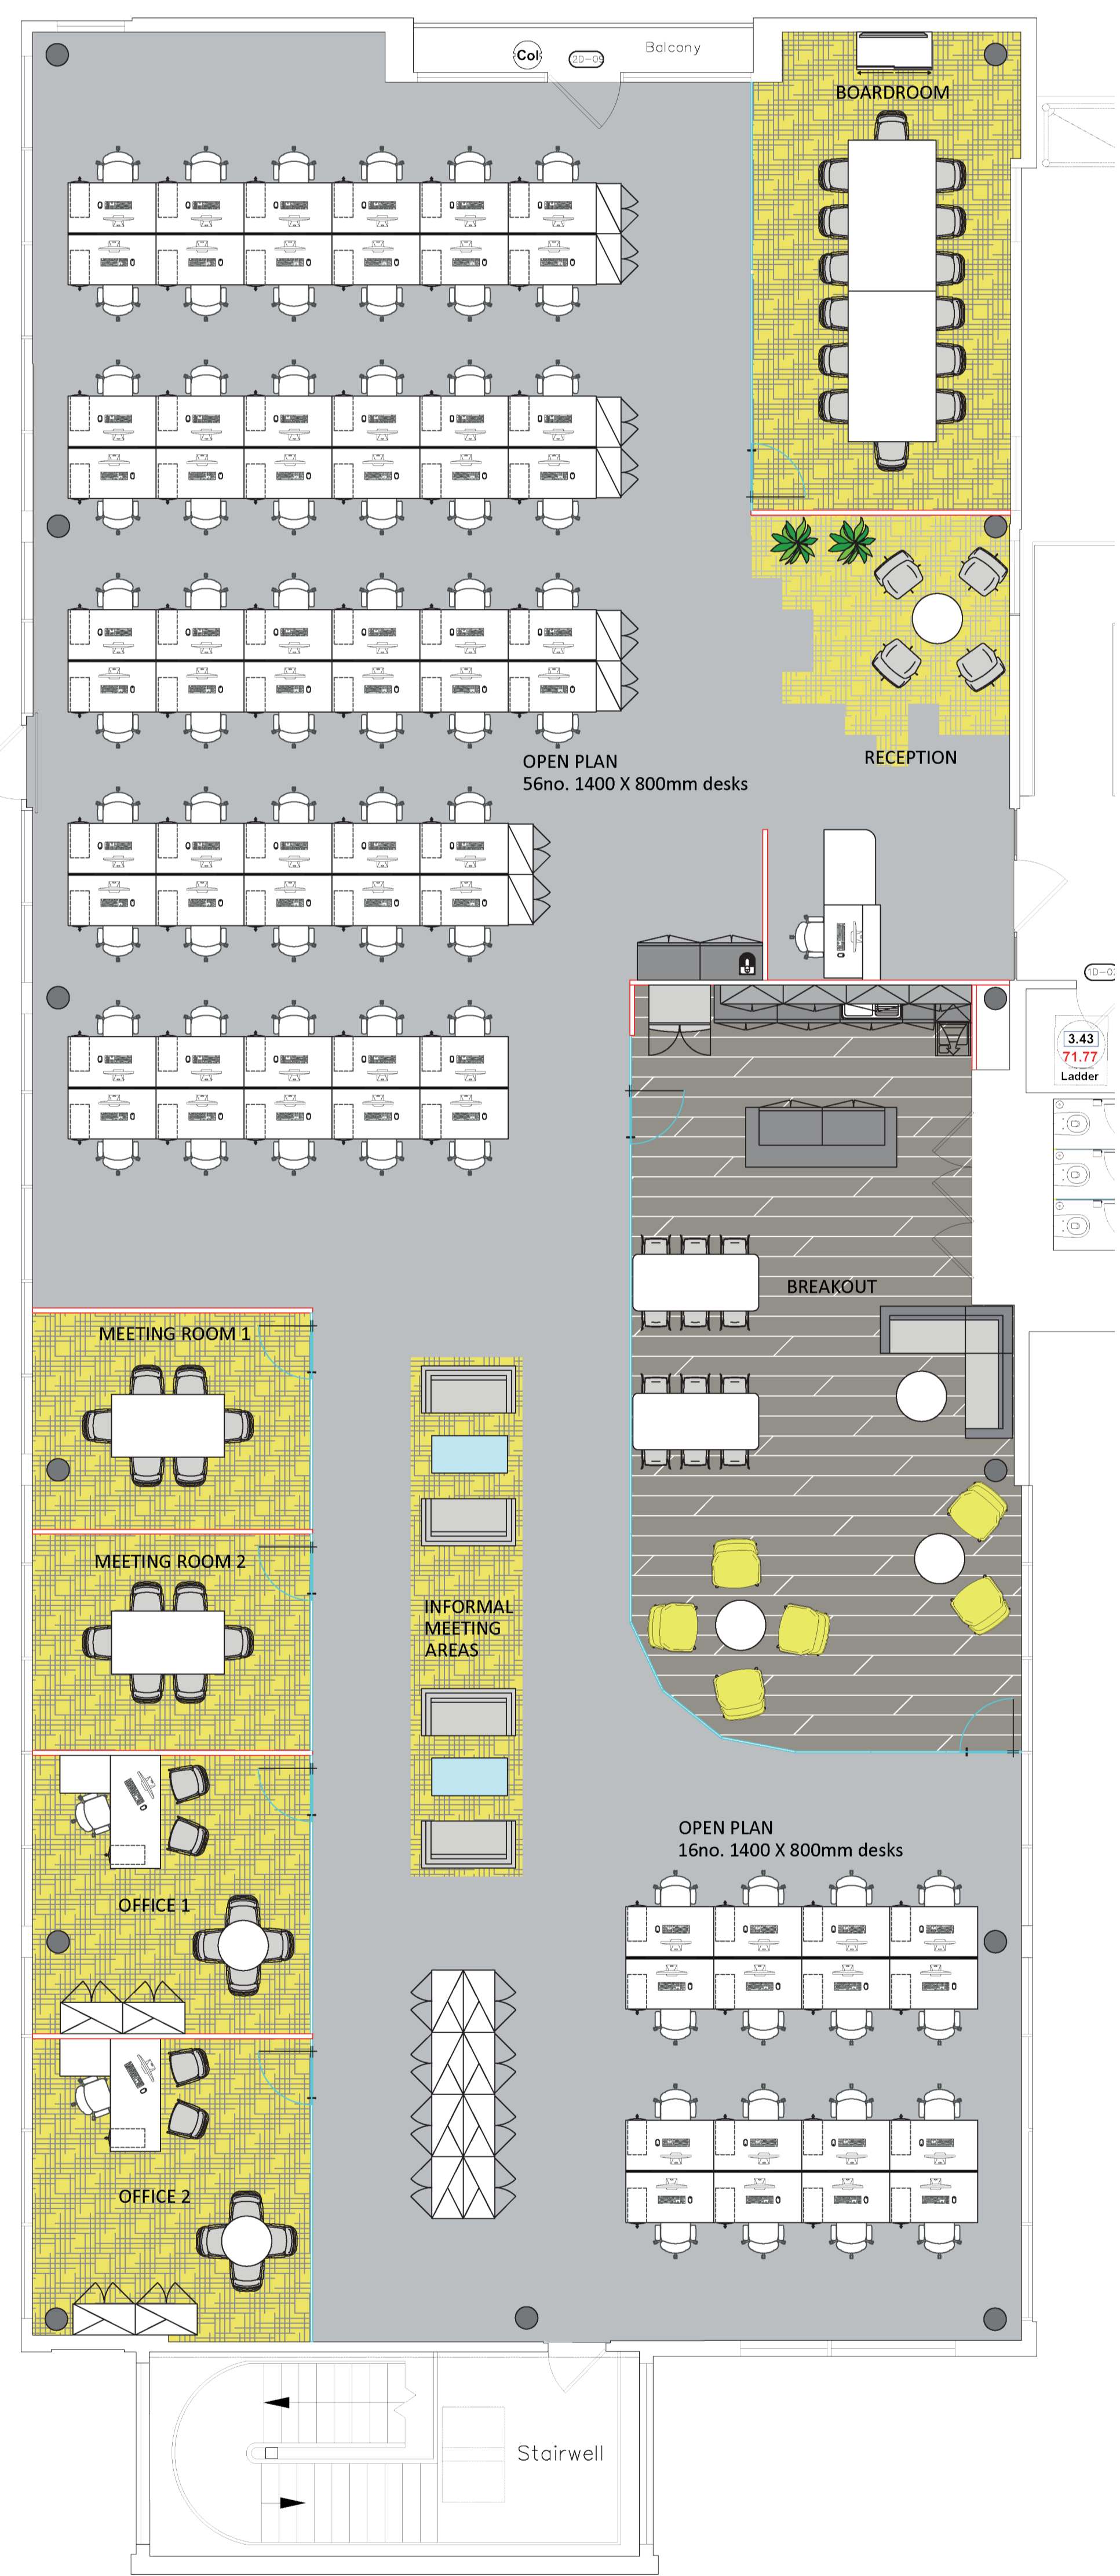 Col
2D-09
Balcony
BOARDROOM
OPEN PLAN
56no. 1400 X 800mm desks
RECEPTION
3.43
71.77
Ladder
BREAKOUT
MEETING ROOM 1
MEETING ROOM 2
INFORMAL
MEETING
AREAS
OPEN PLAN
16no. 1400 X 800mm desks
OFFICE 1
OFFICE 2
Stairwell